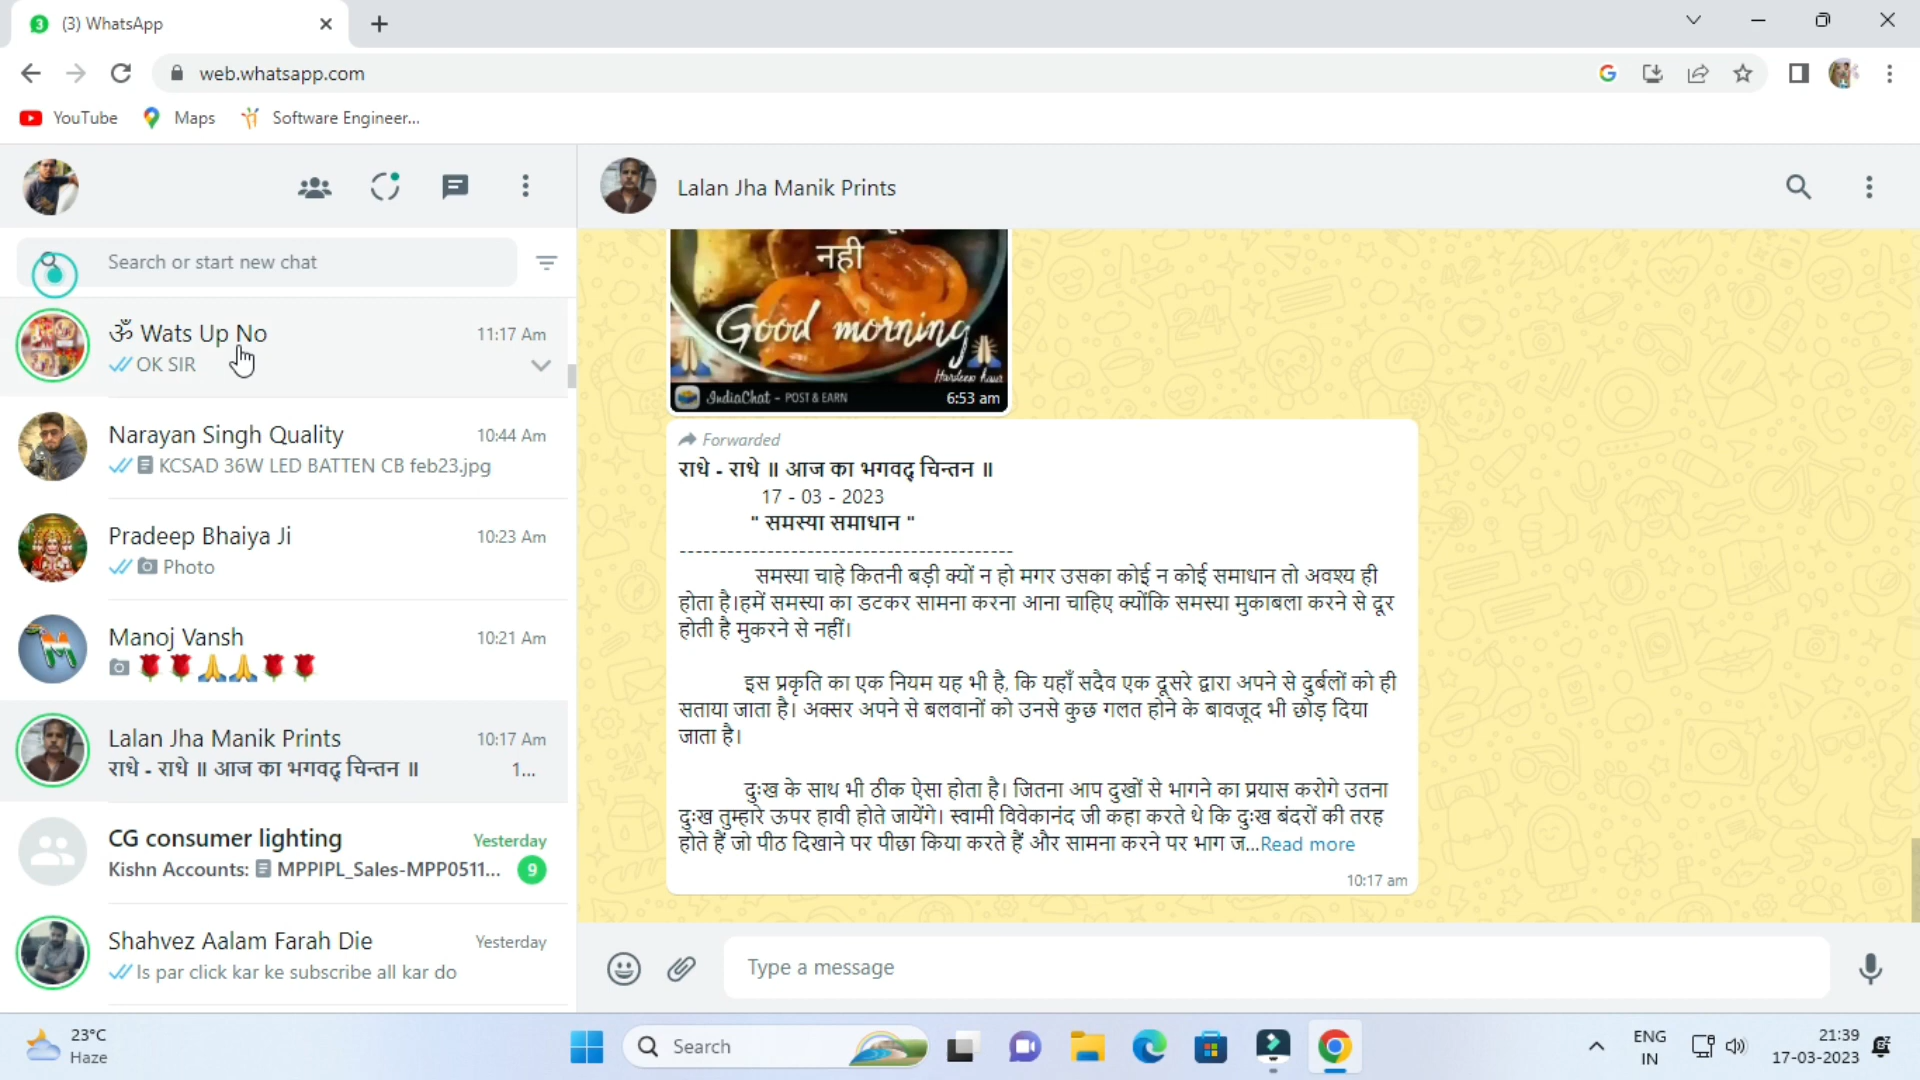 3
(3) WhatsApp
web.whatsapp.com
YouTube
Maps
Software Engineer...
Lalan Jha Manik Prints
Search or start new chat
ॐ Wats Up No
11:17 Am
OK SIR
Narayan Singh Quality
10:44 Am
KCSAD 36W LED BATTEN CB feb23.jpg
Pradeep Bhaiya Ji
10:23 Am
Photo
Manoj Vansh
10:21 Am
🌹🌹🙏🙏🌹🌹
Lalan Jha Manik Prints
10:17 Am
राधे - राधे ॥ आज का भगवद् चिन्तन ॥ 1...
CG consumer lighting
Yesterday
Kishn Accounts: MPPIPL_Sales-MPP0511...
9
Shahvez Aalam Farah Die
Yesterday
Is par click kar ke subscribe all kar do
नही
Good morning
Hardeep kaur
IndiaChat - POST & EARN
6:53 am
Forwarded
राधे - राधे ॥ आज का भगवद् चिन्तन ॥
17 - 03 - 2023
" समस्या समाधान "
-----------------------------------------
समस्या चाहे कितनी बड़ी क्यों न हो मगर उसका कोई न कोई समाधान तो अवश्य ही
होता है।हमें समस्या का डटकर सामना करना आना चाहिए क्योंकि समस्या मुकाबला करने से दूर
होती है मुकरने से नहीं।
इस प्रकृति का एक नियम यह भी है, कि यहाँ सदैव एक दूसरे द्वारा अपने से दुर्बलों को ही
सताया जाता है। अक्सर अपने से बलवानों को उनसे कुछ गलत होने के बावजूद भी छोड़ दिया
जाता है।
दुःख के साथ भी ठीक ऐसा होता है। जितना आप दुखों से भागने का प्रयास करोगे उतना
दुःख तुम्हारे ऊपर हावी होते जायेंगे। स्वामी विवेकानंद जी कहा करते थे कि दुःख बंदरों की तरह
होते हैं जो पीठ दिखाने पर पीछा किया करते हैं और सामना करने पर भाग ज...Read more
10:17 am
Type a message
23°C
Haze
Search
ENG
IN
21:39
17-03-2023